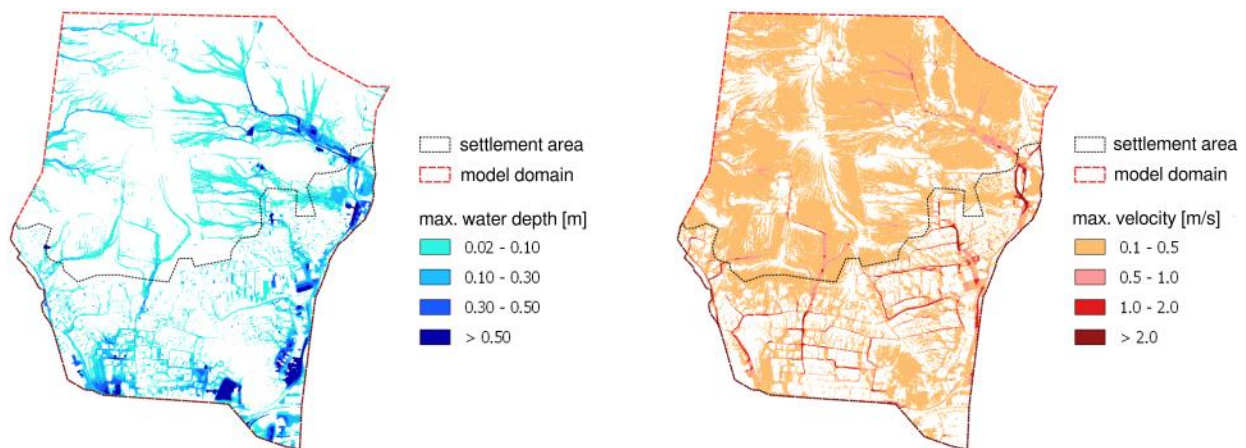 settlement area
model domain
max. water depth [m]
0.02 - 0.10
0.10 - 0.30
0.30 - 0.50
> 0.50
settlement area
model domain
max. velocity [m/s]
0.1 - 0.5
0.5 - 1.0
1.0 - 2.0
> 2.0